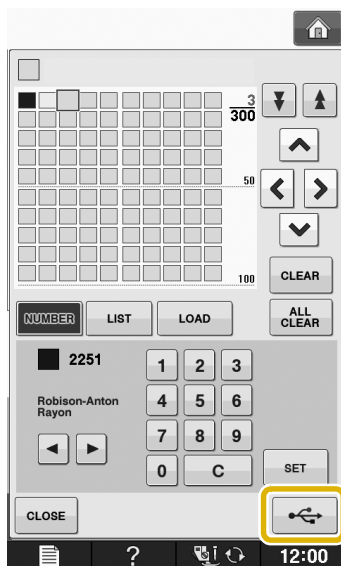 3
300
50
100
CLEAR
NUMBER LIST LOAD ALL CLEAR
2251
Robison-Anton
Rayon
1 2 3
4 5 6
7 8 9
0 C SET
CLOSE
? 12:00